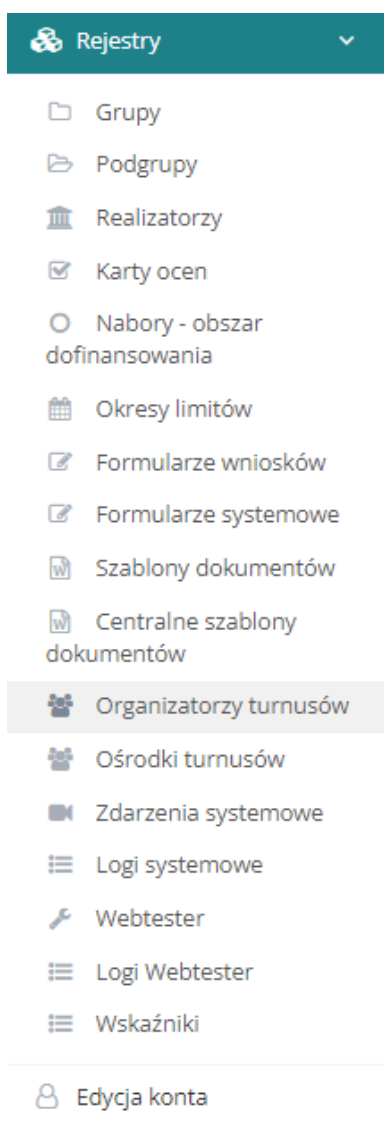 Rejestry
Grupy
Podgrupy
Realizatorzy
Karty ocen
Nabory - obszar
dofinansowania
Okresy limitów
Formularze wniosków
Formularze systemowe
Szablony dokumentów
Centralne szablony
dokumentów
Organizatorzy turnusów
Ośrodki turnusów
Zdarzenia systemowe
Logi systemowe
Webtester
Logi Webtester
Wskaźniki
Edycja konta